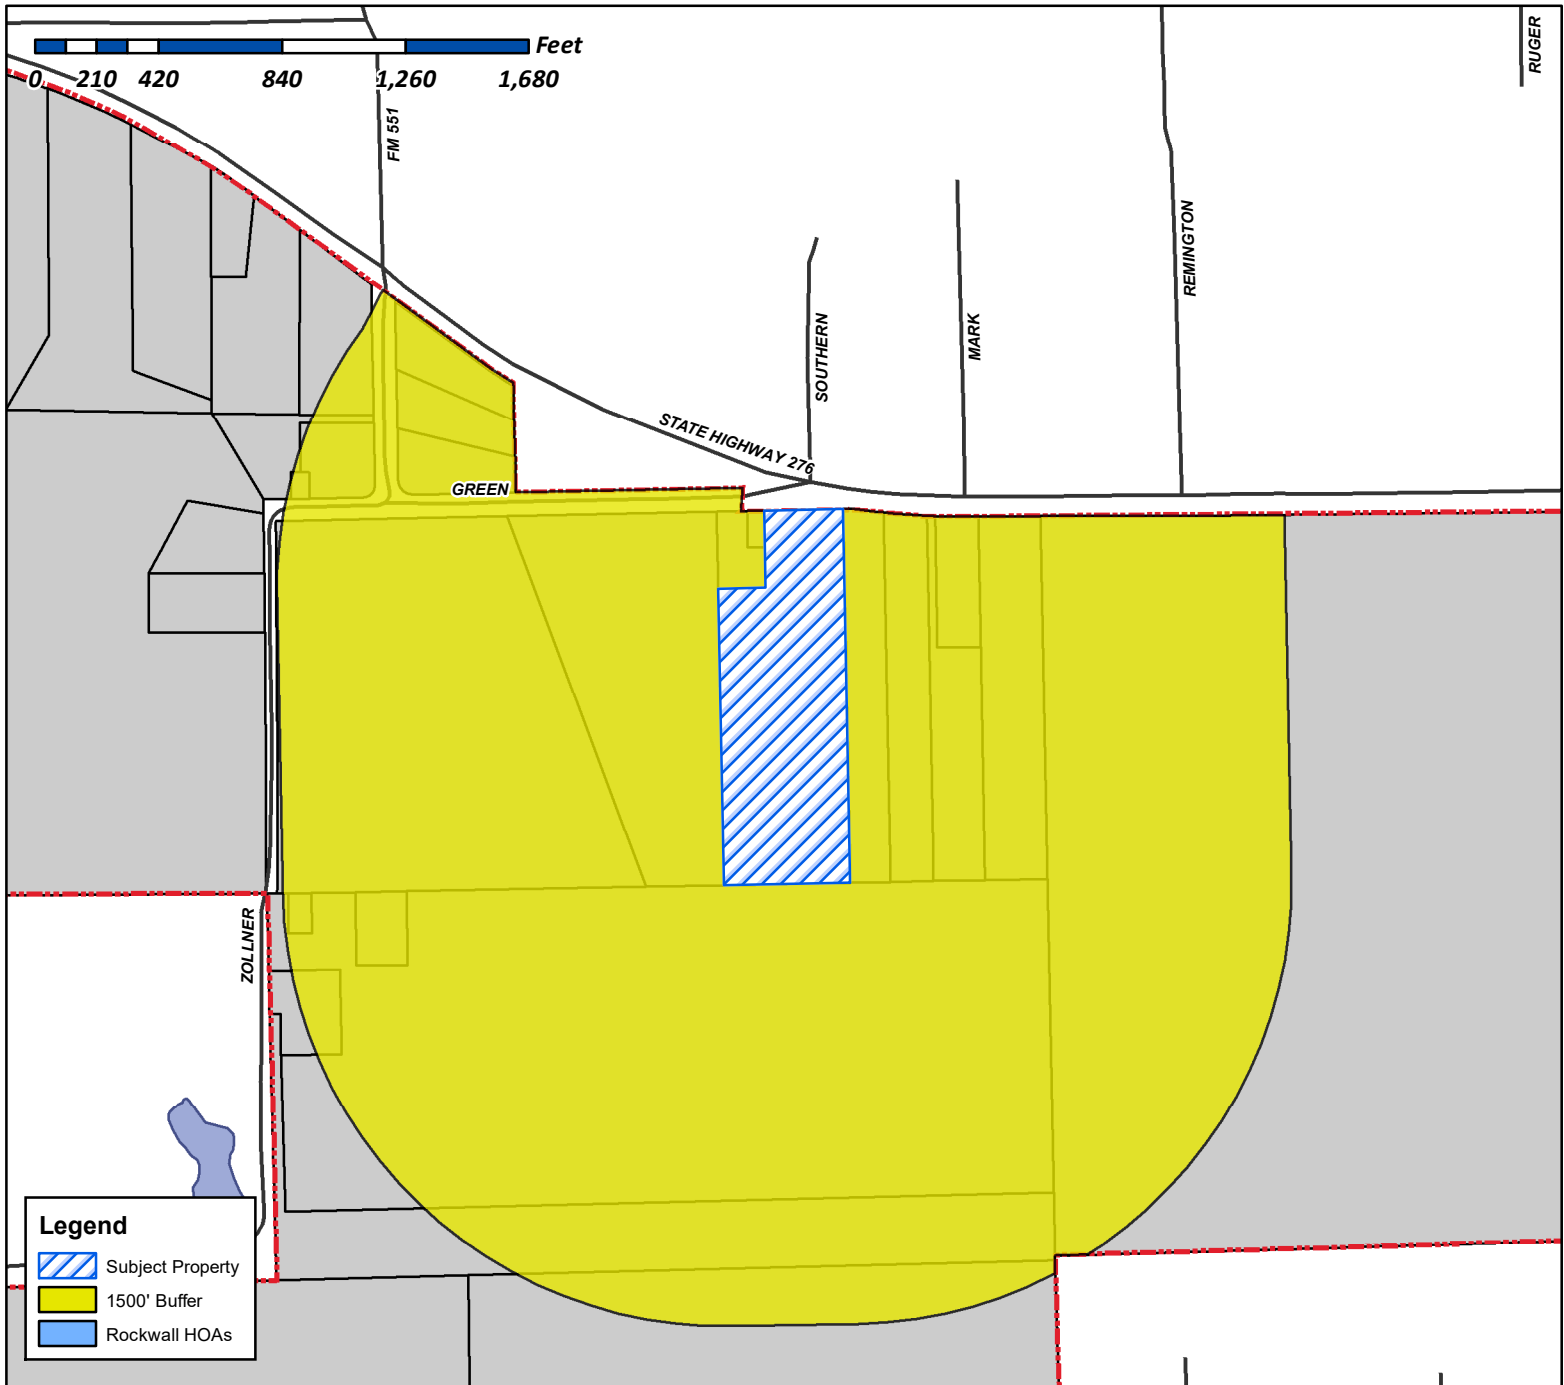 RUGER
Feet
0 210 420 840 1,260 1,680
FM 551
REMINGTON
SOUTHERN
MARK
STATE HIGHWAY 276
GREEN
ZOLLNER
Legend
Subject Property
1500' Buffer
Rockwall HOAs